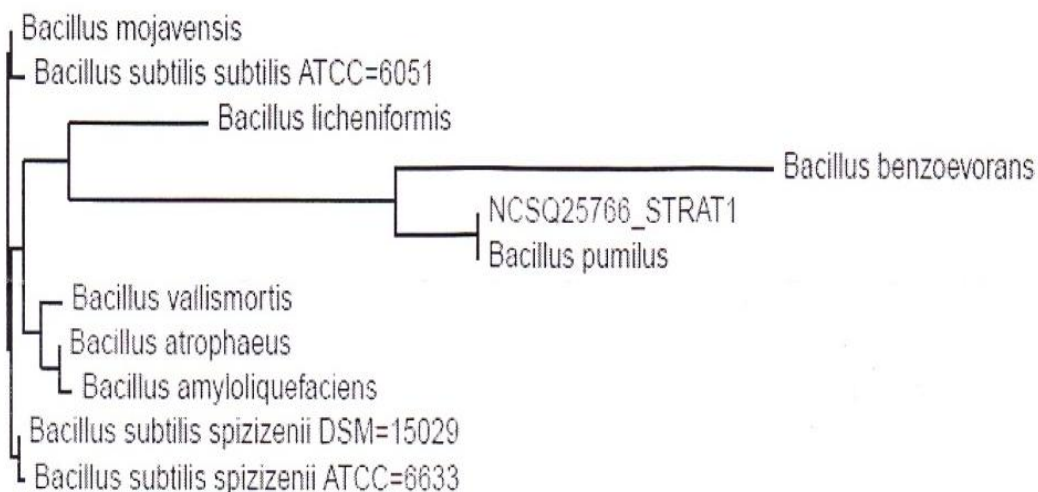 Bacillus mojavensis
Bacillus subtilis subtilis ATCC=6051
Bacillus licheniformis
Bacillus benzoevorans
NCSQ25766_STRAT1
Bacillus pumilus
Bacillus vallismortis
Bacillus atrophaeus
Bacillus amyloliquefaciens
Bacillus subtilis spizizenii DSM=15029
Bacillus subtilis spizizenii ATCC=6633